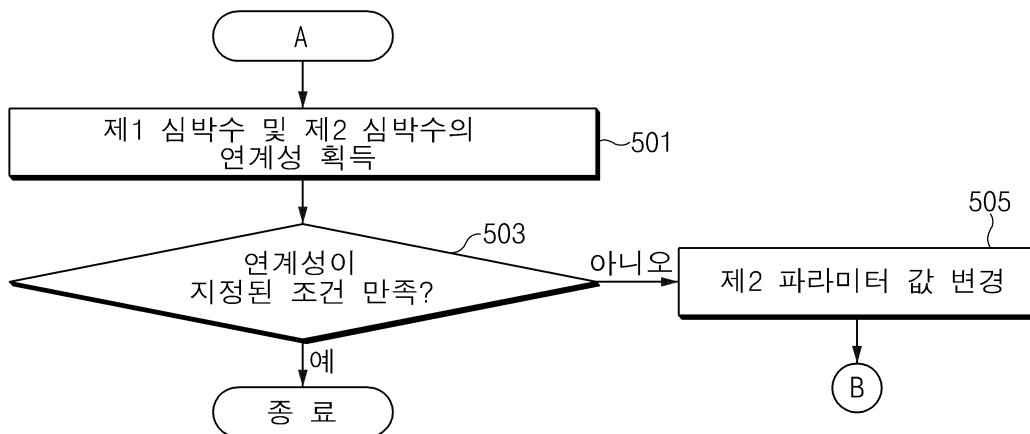 A
제1 심박수 및 제2 심박수의
연계성 획득
501
503
연계성이
지정된 조건 만족?
아니오
505
제2 파라미터 값 변경
예
B
종 료